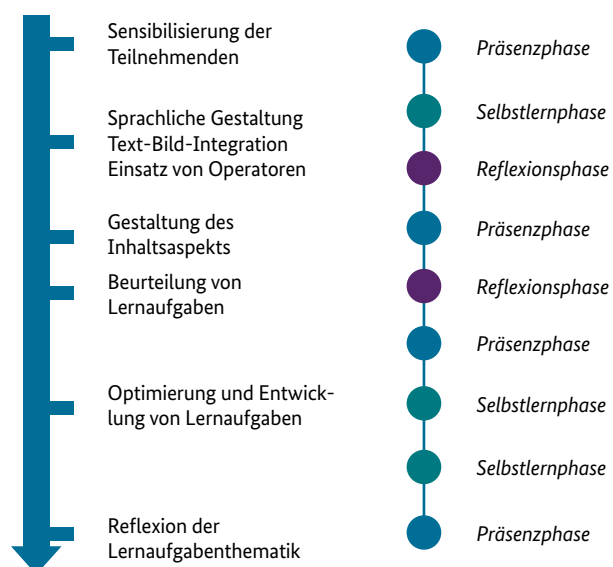 Sensibilisierung der
Teilnehmenden
Präsenzphase
Sprachliche Gestaltung
Text-Bild-Integration
Einsatz von Operatoren
Selbstlernphase
Reflexionsphase
Gestaltung des
Inhaltsaspekts
Präsenzphase
Beurteilung von
Lernaufgaben
Reflexionsphase
Präsenzphase
Optimierung und Entwick-
lung von Lernaufgaben
Selbstlernphase
Selbstlernphase
Reflexion der
Lernaufgabenthematik
Präsenzphase